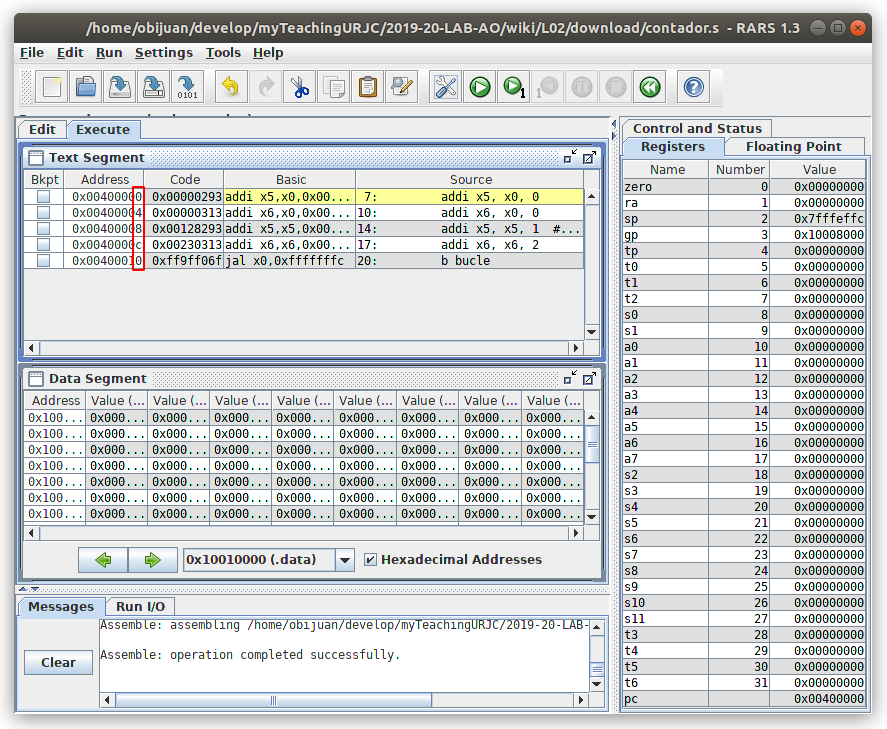 /home/obijuan/develop/myTeachingURJC/2019-20-LAB-AO/wiki/L02/download/contador.s - RARS 1.3
File Edit Run Settings Tools Help
Edit Execute
Text Segment
Bkpt Address Code Basic Source
0x00400000 0x00000293 addi x5,x0,0x00... 7: addi x5, x0, 0
0x00400004 0x00000313 addi x6,x0,0x00... 10: addi x6, x0, 0
0x00400008 0x00128293 addi x5,x5,0x00... 14: addi x5, x5, 1 #...
0x0040000c 0x00230313 addi x6,x6,0x00... 17: addi x6, x6, 2
0x00400010 0xff9ff06f jal x0,0xfffffffc 20: b bucle
Data Segment
Address Value (... Value (... Value (... Value (... Value (... Value (... Value (... Value (...
0x100... 0x000... 0x000... 0x000... 0x000... 0x000... 0x000... 0x000... 0x000...
0x100... 0x000... 0x000... 0x000... 0x000... 0x000... 0x000... 0x000... 0x000...
0x100... 0x000... 0x000... 0x000... 0x000... 0x000... 0x000... 0x000... 0x000...
0x100... 0x000... 0x000... 0x000... 0x000... 0x000... 0x000... 0x000... 0x000...
0x100... 0x000... 0x000... 0x000... 0x000... 0x000... 0x000... 0x000... 0x000...
0x100... 0x000... 0x000... 0x000... 0x000... 0x000... 0x000... 0x000... 0x000...
0x100... 0x000... 0x000... 0x000... 0x000... 0x000... 0x000... 0x000... 0x000...
0x10010000 (.data) Hexadecimal Addresses
Messages Run I/O
Assemble: assembling /home/obijuan/develop/myTeachingURJC/2019-20-LAB-
Assemble: operation completed successfully.
Clear
Control and Status
Registers Floating Point
Name Number Value
zero 0 0x00000000
ra 1 0x00000000
sp 2 0x7fffeffc
gp 3 0x10008000
tp 4 0x00000000
t0 5 0x00000000
t1 6 0x00000000
t2 7 0x00000000
s0 8 0x00000000
s1 9 0x00000000
a0 10 0x00000000
a1 11 0x00000000
a2 12 0x00000000
a3 13 0x00000000
a4 14 0x00000000
a5 15 0x00000000
a6 16 0x00000000
a7 17 0x00000000
s2 18 0x00000000
s3 19 0x00000000
s4 20 0x00000000
s5 21 0x00000000
s6 22 0x00000000
s7 23 0x00000000
s8 24 0x00000000
s9 25 0x00000000
s10 26 0x00000000
s11 27 0x00000000
t3 28 0x00000000
t4 29 0x00000000
t5 30 0x00000000
t6 31 0x00000000
pc 0x00400000